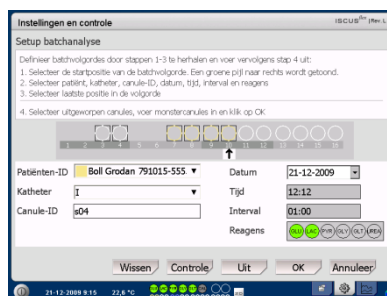 Instellingen en controle
ISCUS flex | Rev. I
Setup batchanalyse
Definieer batchvolgordes door stappen 1-3 te herhalen en voer vervolgens stap 4 uit:
1. Selecteer de startpositie van de batchvolgorde. Een groene pijl naar rechts wordt getoond.
2. Selecteer patiënt, katheter, canule-ID, datum, tijd, interval en reagens
3. Selecteer laatste positie in de volgorde
4. Selecteer uitgeworpen canules, voer monstercanules in en klik op OK
1 2 3 4 5 6 7 8 9 10 11 12 13 14 15 16
Patiënten-ID Boll Grodan 791015-555. Datum 21-12-2009
Katheter I Tijd 12:12
Canule-ID s04 Interval 01:00
Reagens GLU LAC PYR GLY GLT UREA
Wissen Controle Uit OK Annuleer
21-12-2009 9:15 22,6 °C